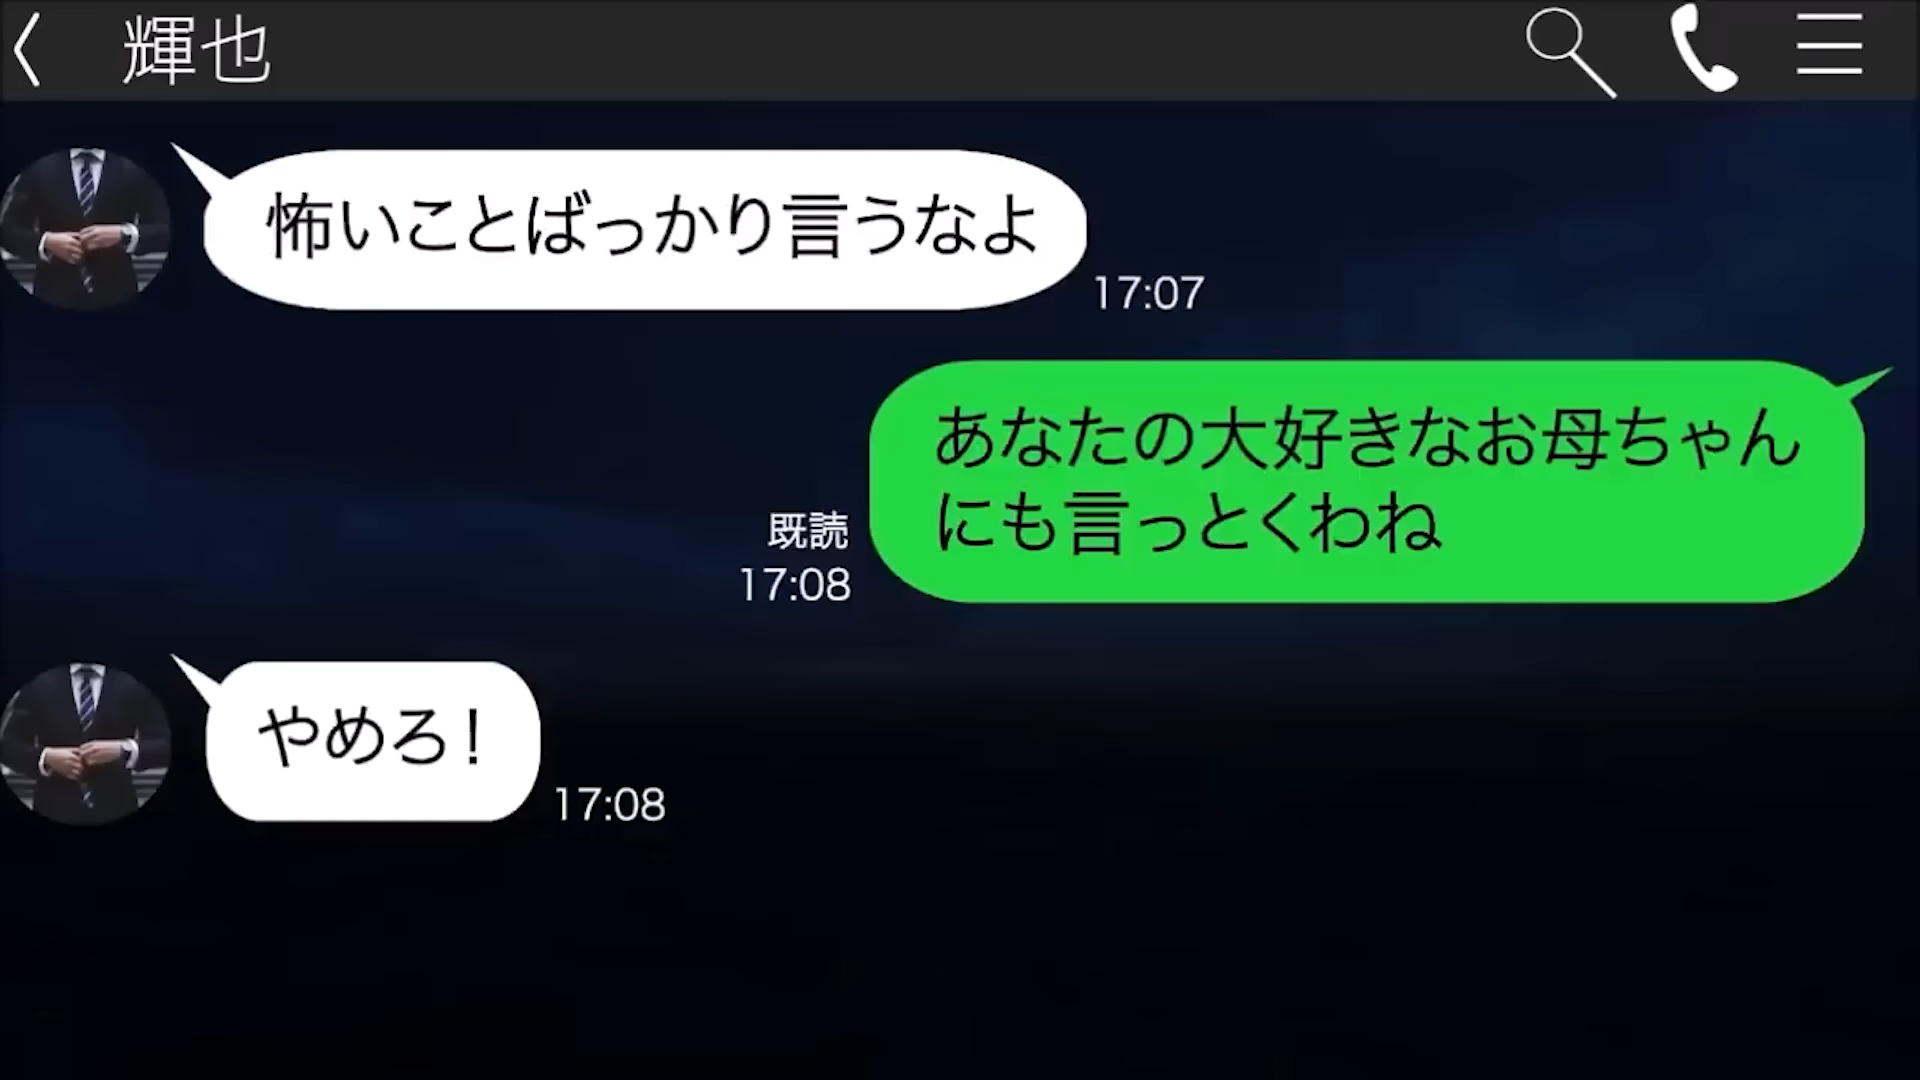 輝也
怖いことばっかり言うなよ
17:07
あなたの大好きなお母ちゃん
にも言っとくわね
既読
17:08
やめろ!
17:08